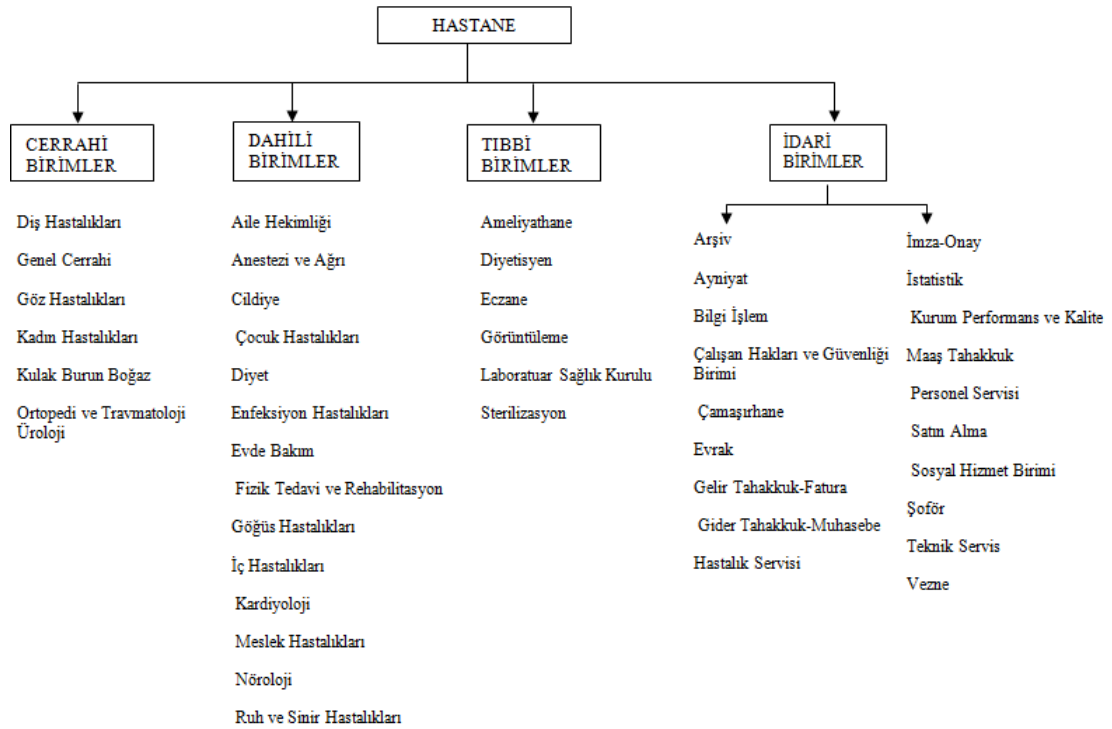 HASTANE
CERRAHİ
BİRİMLER
DAHİLİ
BİRİMLER
TIBBİ
BİRİMLER
İDARİ
BİRİMLER
Diş Hastalıkları
Genel Cerrahi
Göz Hastalıkları
Kadın Hastalıkları
Kulak Burun Boğaz
Ortopedi ve Travmatoloji
Üroloji
Aile Hekimliği
Anestezi ve Ağrı
Cildiye
Çocuk Hastalıkları
Diyet
Enfeksiyon Hastalıkları
Evde Bakım
Fizik Tedavi ve Rehabilitasyon
Göğüs Hastalıkları
İç Hastalıkları
Kardiyoloji
Meslek Hastalıkları
Nöroloji
Ruh ve Sinir Hastalıkları
Ameliyathane
Diyetisyen
Eczane
Görüntüleme
Laboratuar Sağlık Kurulu
Sterilizasyon
Arşiv
Ayniyat
Bilgi İşlem
Çalışan Hakları ve Güvenliği
Birimi
Çamaşırhane
Evrak
Gelir Tahakkuk-Fatura
Gider Tahakkuk-Muhasebe
Hastalık Servisi
İmza-Onay
İstatistik
Kurum Performans ve Kalite
Maaş Tahakkuk
Personel Servisi
Satın Alma
Sosyal Hizmet Birimi
Şoför
Teknik Servis
Vezne